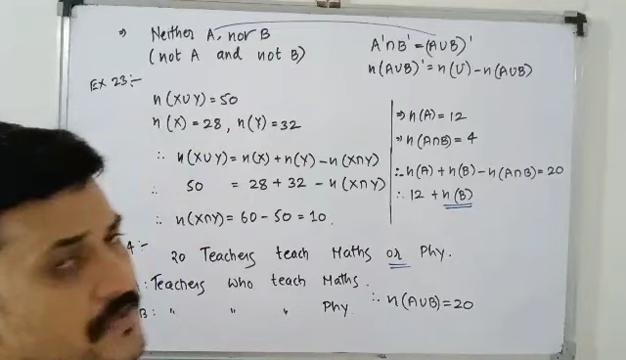 ⇒ Neither A, nor B
(not A and not B)
A'∩B' = (A∪B)'
n(A∪B)' = n(U) - n(A∪B)
Ex 23:-
n(X∪Y) = 50
n(X) = 28, n(Y) = 32
∴ n(X∪Y) = n(X) + n(Y) - n(X∩Y)
∴ 50 = 28 + 32 - n(X∩Y)
∴ n(X∩Y) = 60 - 50 = 10.
⇒ n(A) = 12
⇒ n(A∩B) = 4
∴ n(A) + n(B) - n(A∩B) = 20
∴ 12 + n(B)
4:-
20 Teachers teach Maths or Phy.
: Teachers who teach Maths.
B: " " " Phy
∴ n(A∪B) = 20